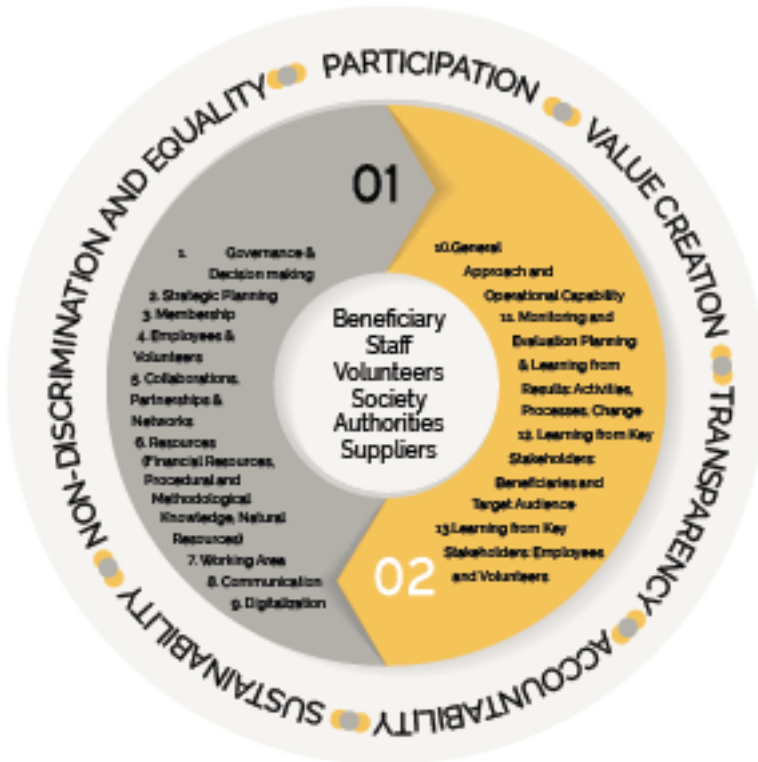 PARTICIPATION
VALUE CREATION
TRANSPARENCY
ACCOUNTABILITY
SUSTAINABILITY
NON-DISCRIMINATION AND EQUALITY
01
1. Governance &
Decision making
2. Strategic Planning
3. Membership
4. Employees &
Volunteers
5. Collaborations,
Partnerships &
Networks
6. Resources
(Financial Resources,
Procedural and
Methodological
Knowledge, Natural
Resources)
7. Working Area
8. Communication
9. Digitalization
Beneficiary
Staff
Volunteers
Society
Authorities
Suppliers
10.General
Approach and
Operational Capability
11. Monitoring and
Evaluation Planning
& Learning from
Results: Activities,
Processes, Change
12. Learning from Key
Stakeholders:
Beneficiaries and
Target Audience
13.Learning from Key
Stakeholders: Employees
and Volunteers
02